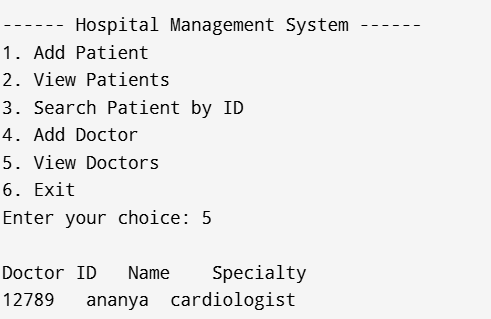 ------ Hospital Management System ------
1. Add Patient
2. View Patients
3. Search Patient by ID
4. Add Doctor
5. View Doctors
6. Exit
Enter your choice: 5

Doctor ID   Name    Specialty
12789   ananya  cardiologist